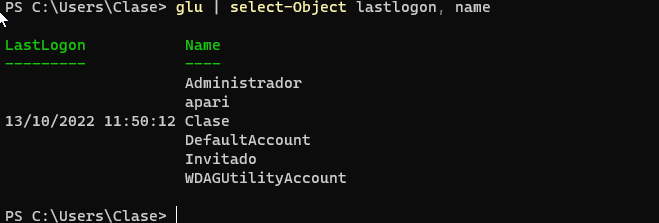 PS C:\Users\Clase> glu | select-Object lastlogon, name
LastLogon Name
--------- ----
Administrador
apari
13/10/2022 11:50:12 Clase
DefaultAccount
Invitado
WDAGUtilityAccount
PS C:\Users\Clase>